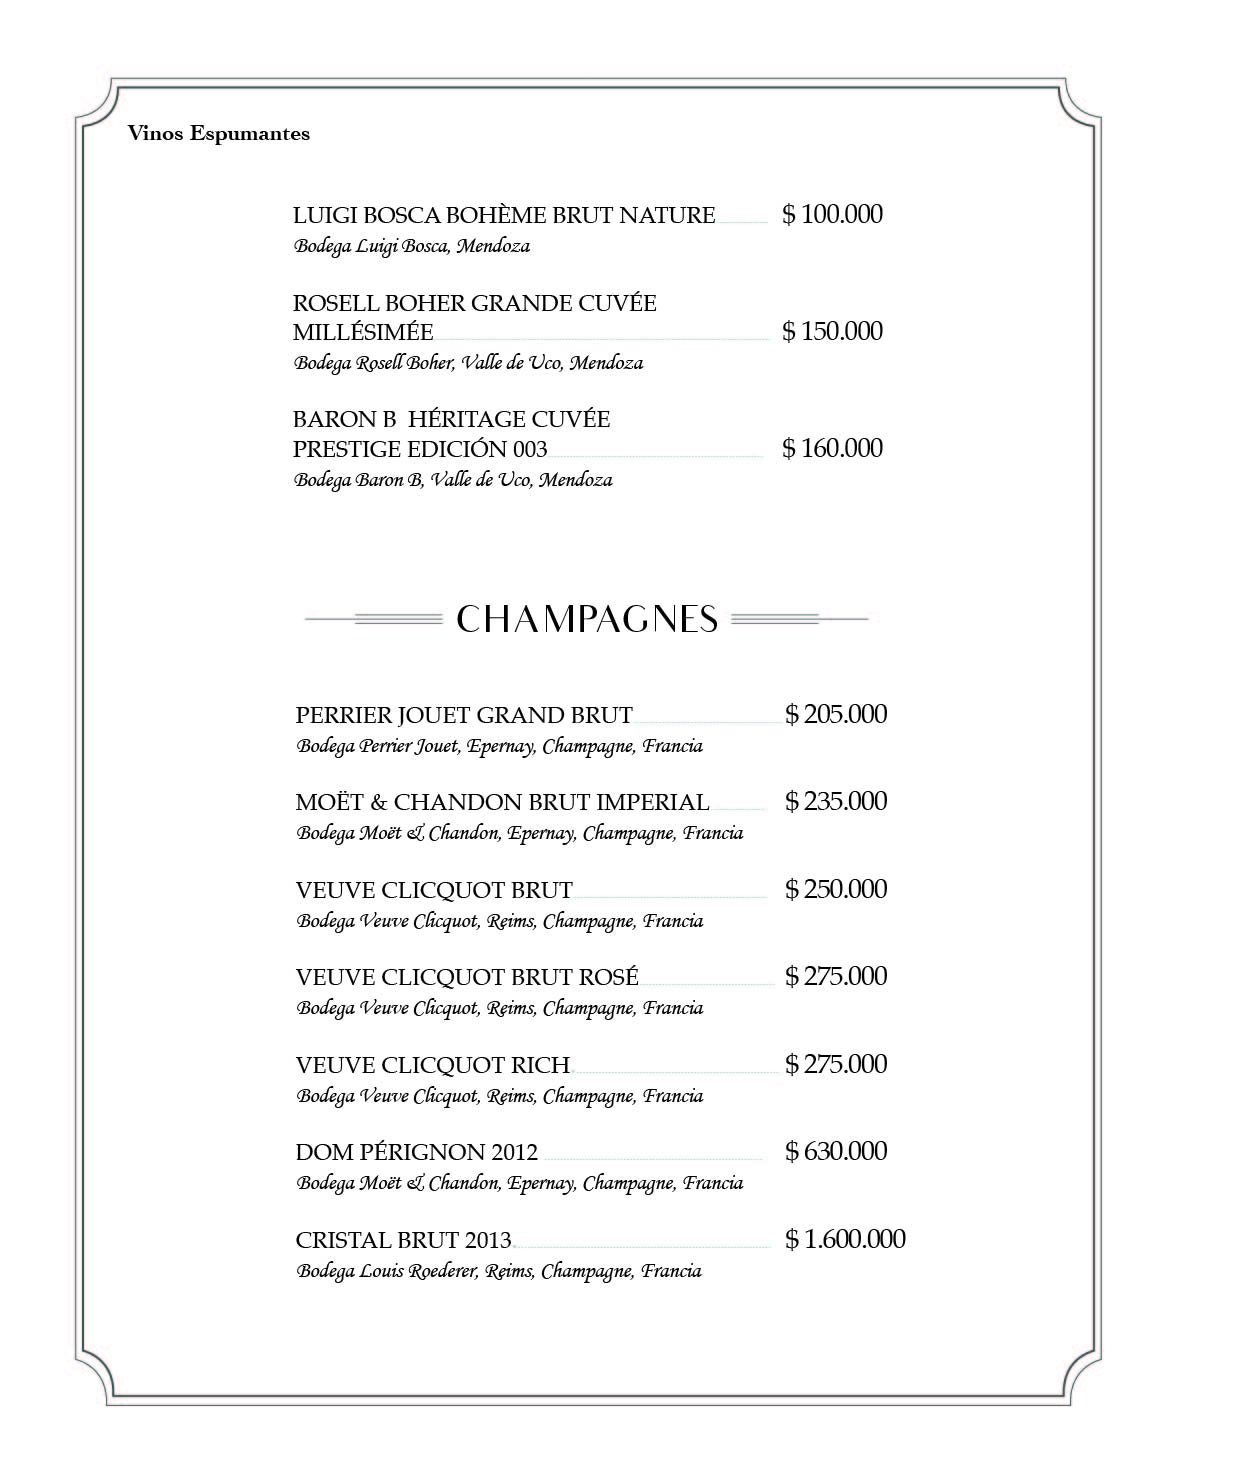 Vinos Espumantes
LUIGI BOSCA BOHÈME BRUT NATURE $ 100.000
Bodega Luigi Bosca, Mendoza
ROSELL BOHER GRANDE CUVÉE
MILLÉSIMÉE $ 150.000
Bodega Rosell Boher, Valle de Uco, Mendoza
BARON B HÉRITAGE CUVÉE
PRESTIGE EDICIÓN 003 $ 160.000
Bodega Baron B, Valle de Uco, Mendoza
CHAMPAGNES
PERRIER JOUET GRAND BRUT $ 205.000
Bodega Perrier Jouet, Epernay, Champagne, Francia
MOËT & CHANDON BRUT IMPERIAL $ 235.000
Bodega Moët & Chandon, Epernay, Champagne, Francia
VEUVE CLICQUOT BRUT $ 250.000
Bodega Veuve Clicquot, Reims, Champagne, Francia
VEUVE CLICQUOT BRUT ROSÉ $ 275.000
Bodega Veuve Clicquot, Reims, Champagne, Francia
VEUVE CLICQUOT RICH $ 275.000
Bodega Veuve Clicquot, Reims, Champagne, Francia
DOM PÉRIGNON 2012 $ 630.000
Bodega Moët & Chandon, Epernay, Champagne, Francia
CRISTAL BRUT 2013 $ 1.600.000
Bodega Louis Roederer, Reims, Champagne, Francia